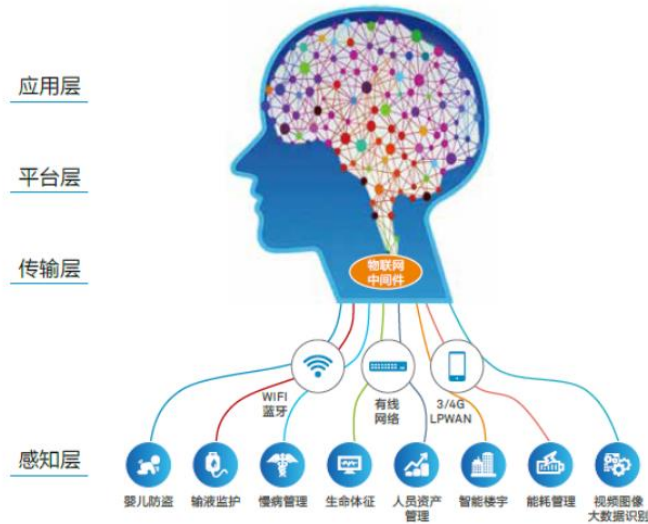 应用层
平台层
传输层
物联网
中间件
WIFI
蓝牙
有线
网络
3/4G
LPWAN
感知层
婴儿防盗
输液监护
慢病管理
生命体征
人员资产
管理
智能楼宇
能耗管理
视频图像
大数据识别